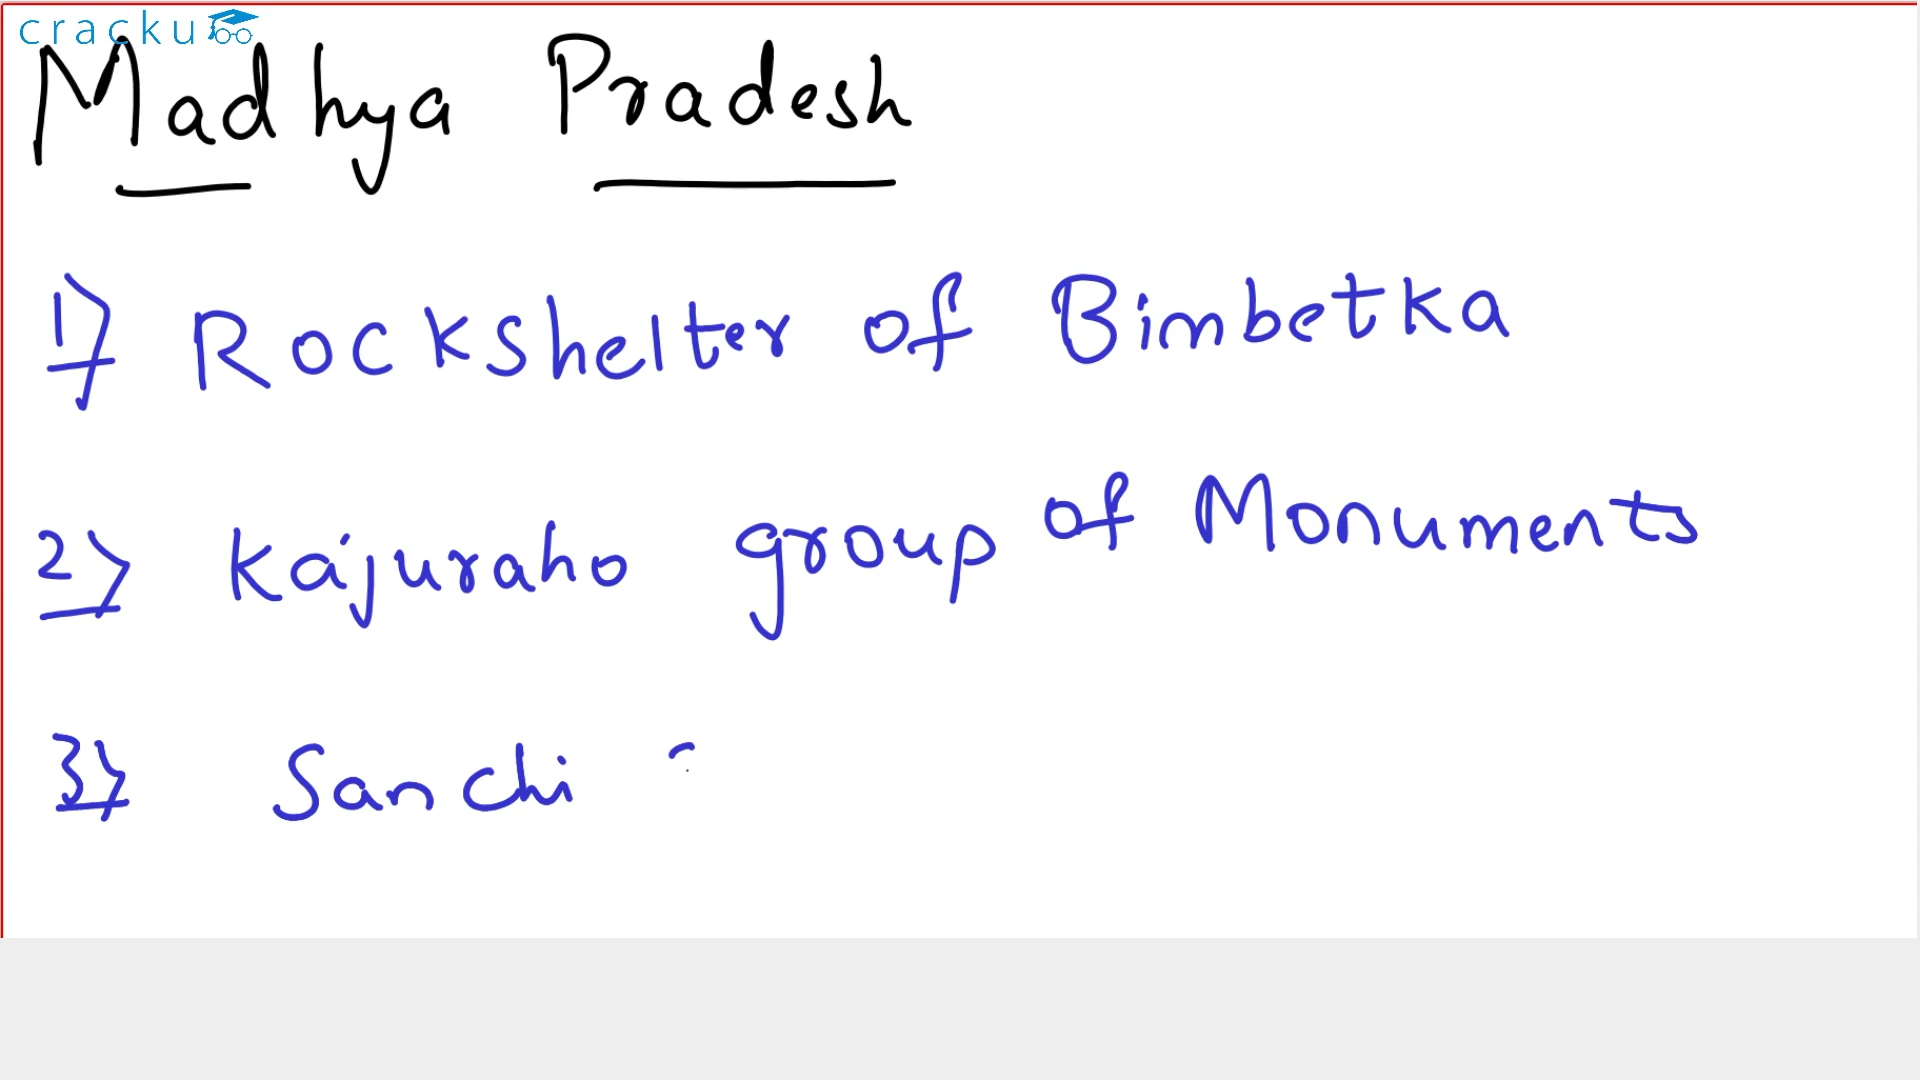 cracku
Madhya Pradesh
1) Rockshelter of Bimbetka
2) Kajuraho group of Monuments
3) Sanchi